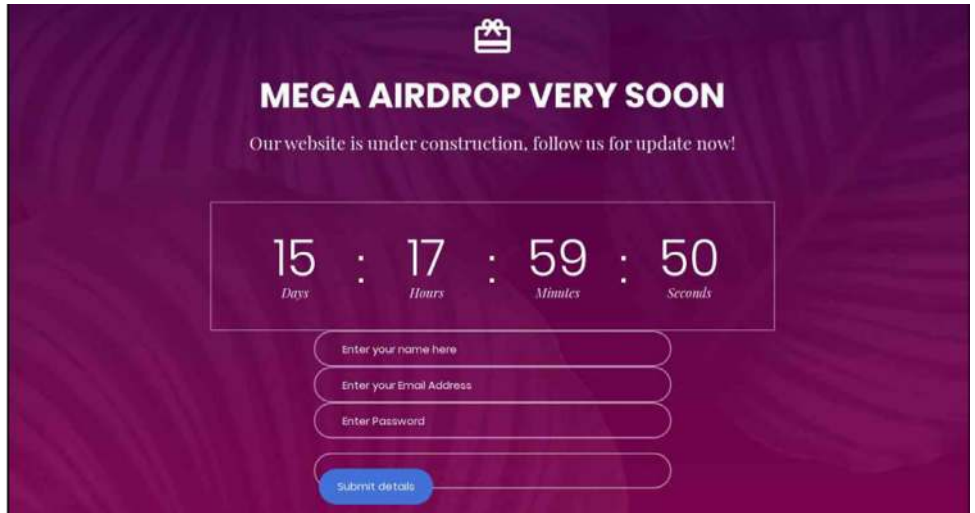 MEGA AIRDROP VERY SOON
Our website is under construction, follow us for update now!
15 : 17 : 59 : 50
Days Hours Minutes Seconds
Enter your name here
Enter your Email Address
Enter Password
Submit details